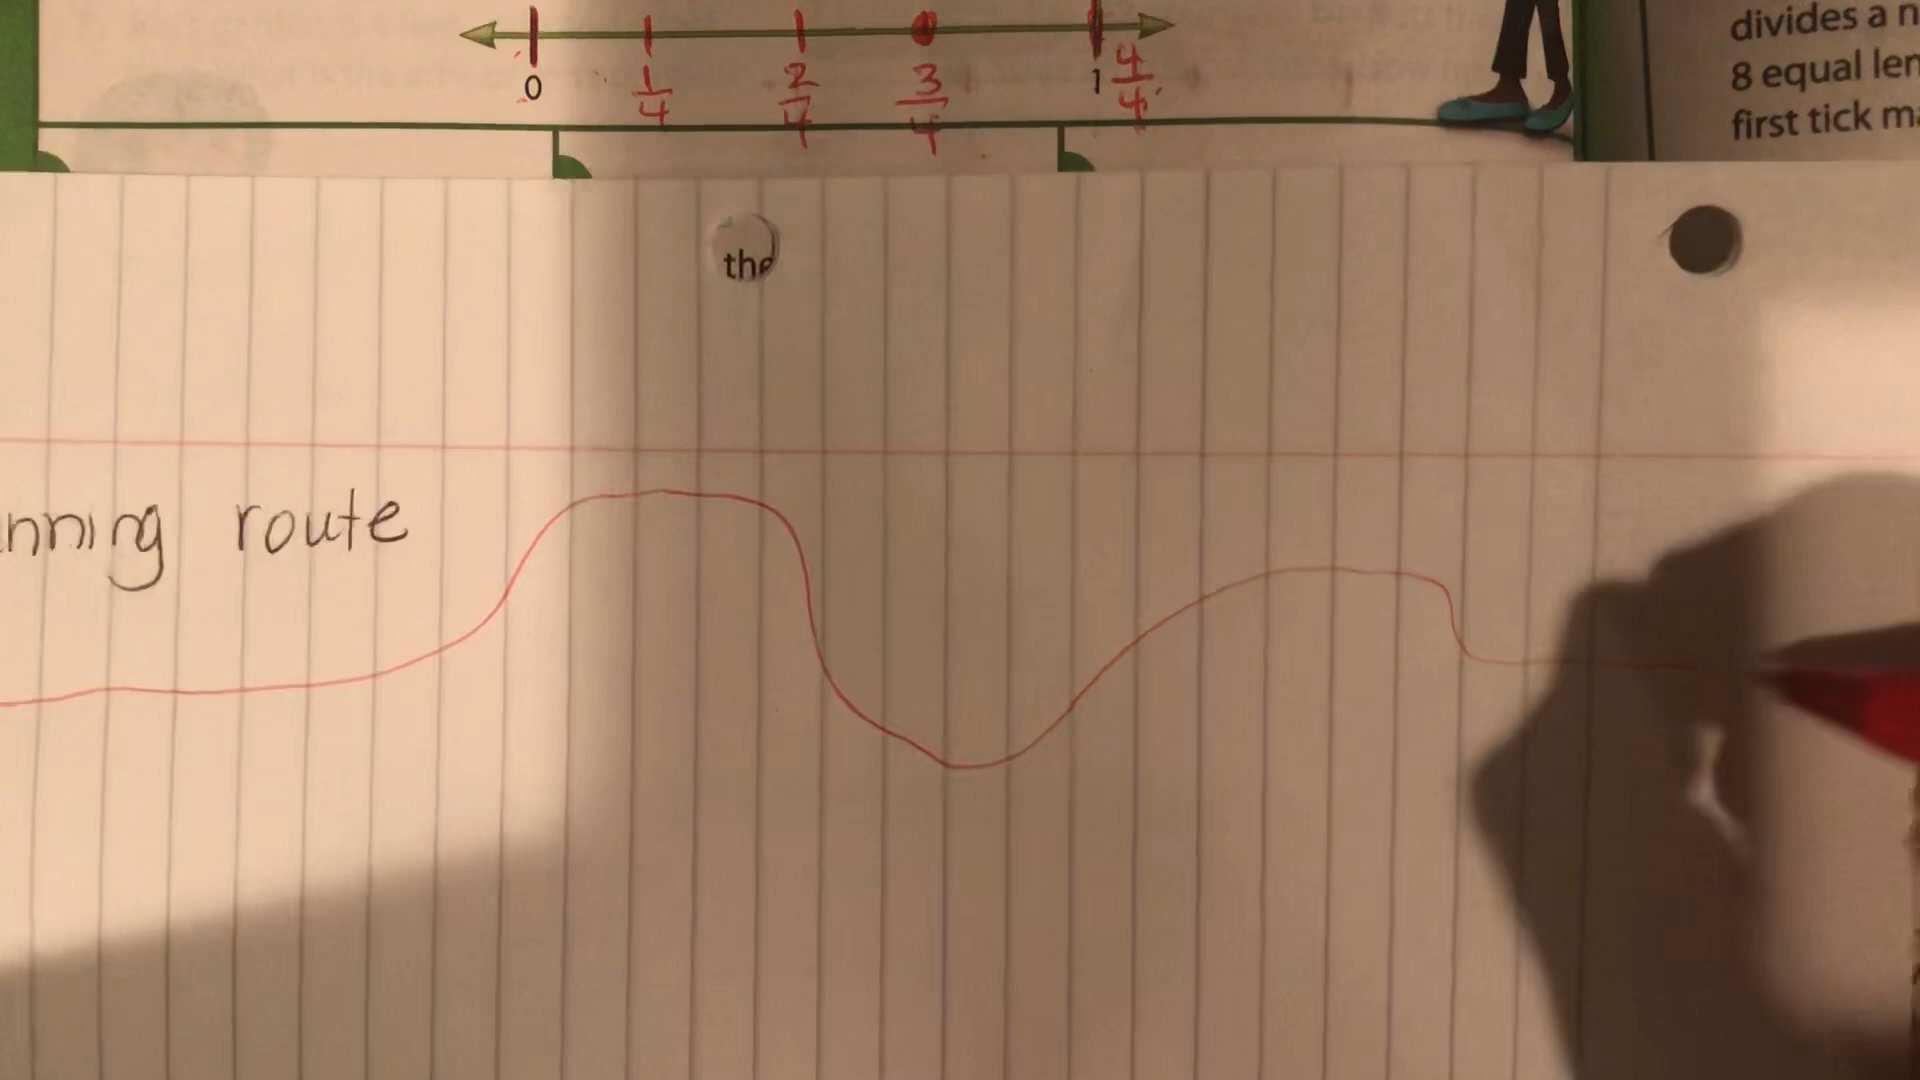 0 1/4 2/4 3/4 1 4/4
divides a n
8 equal len
first tick ma
the
nning route